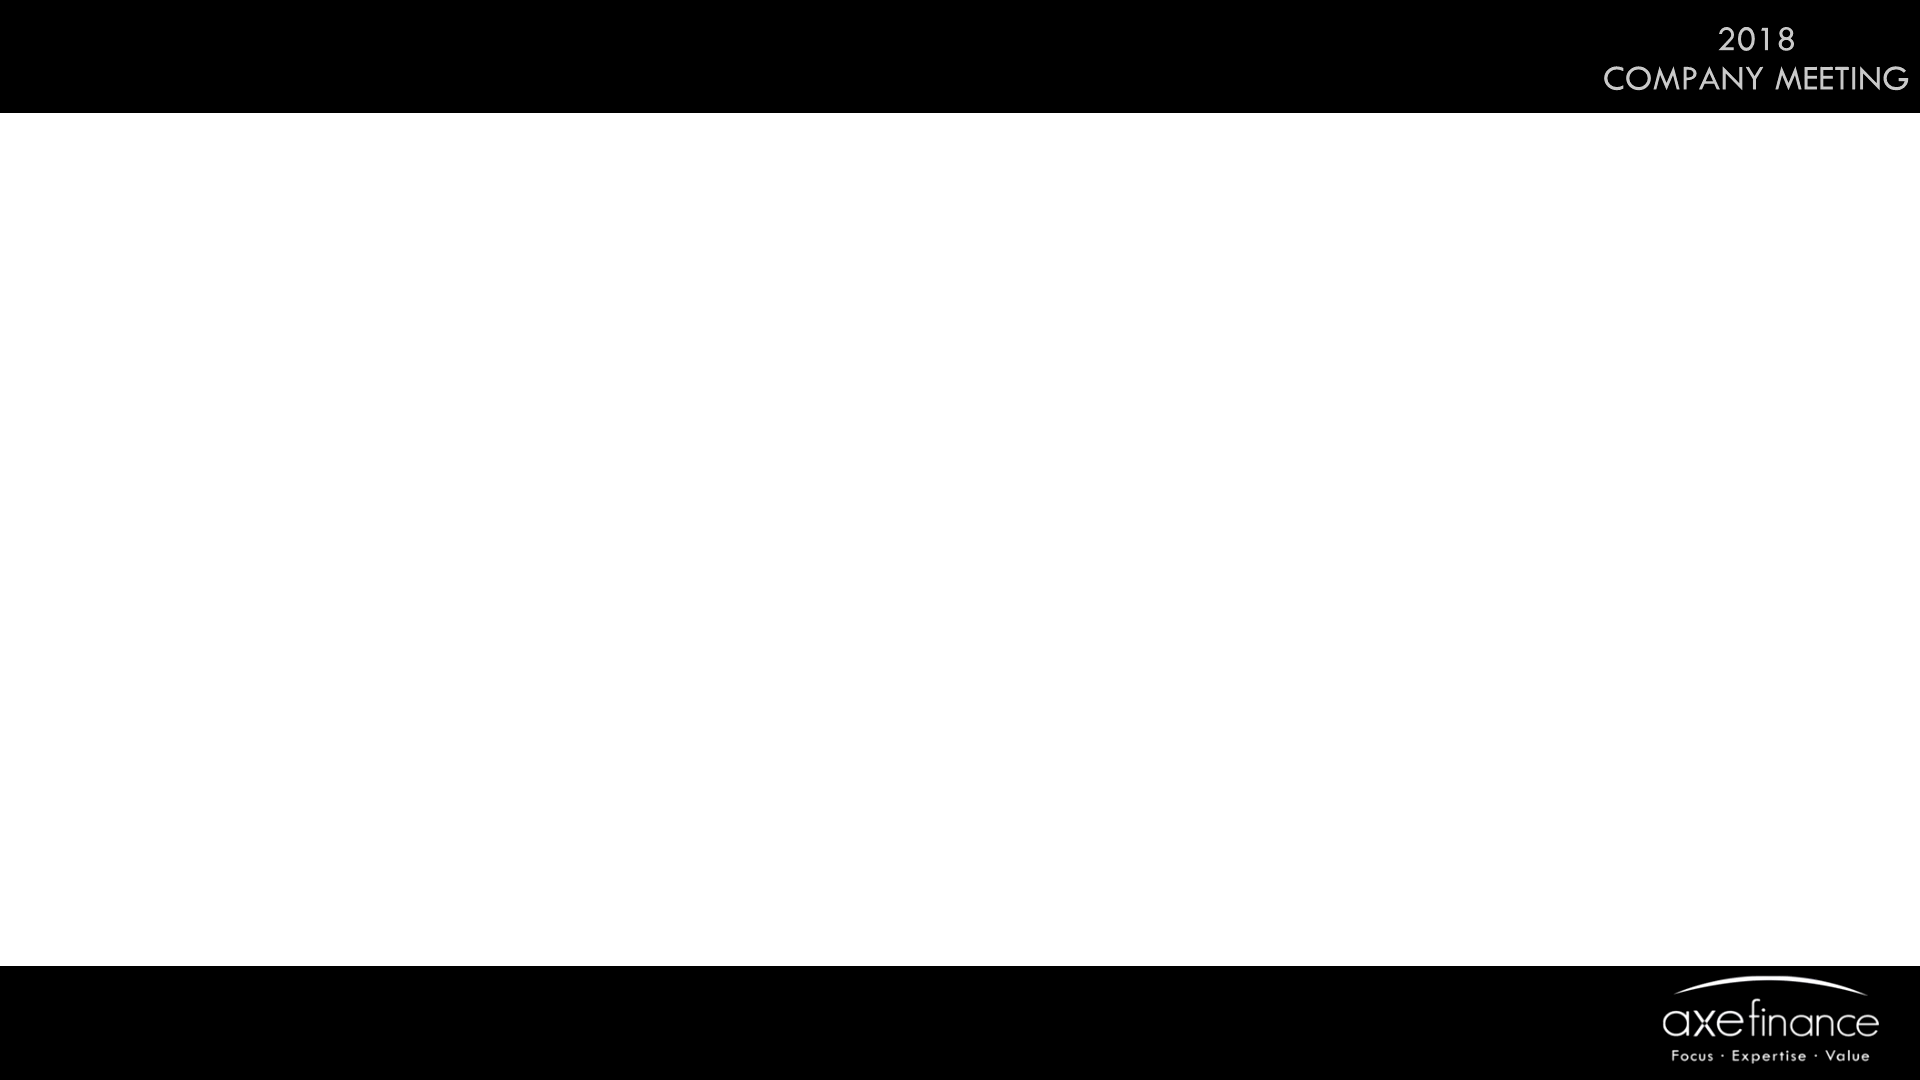 2018
COMPANY MEETING
axefinance
Focus · Expertise · Value